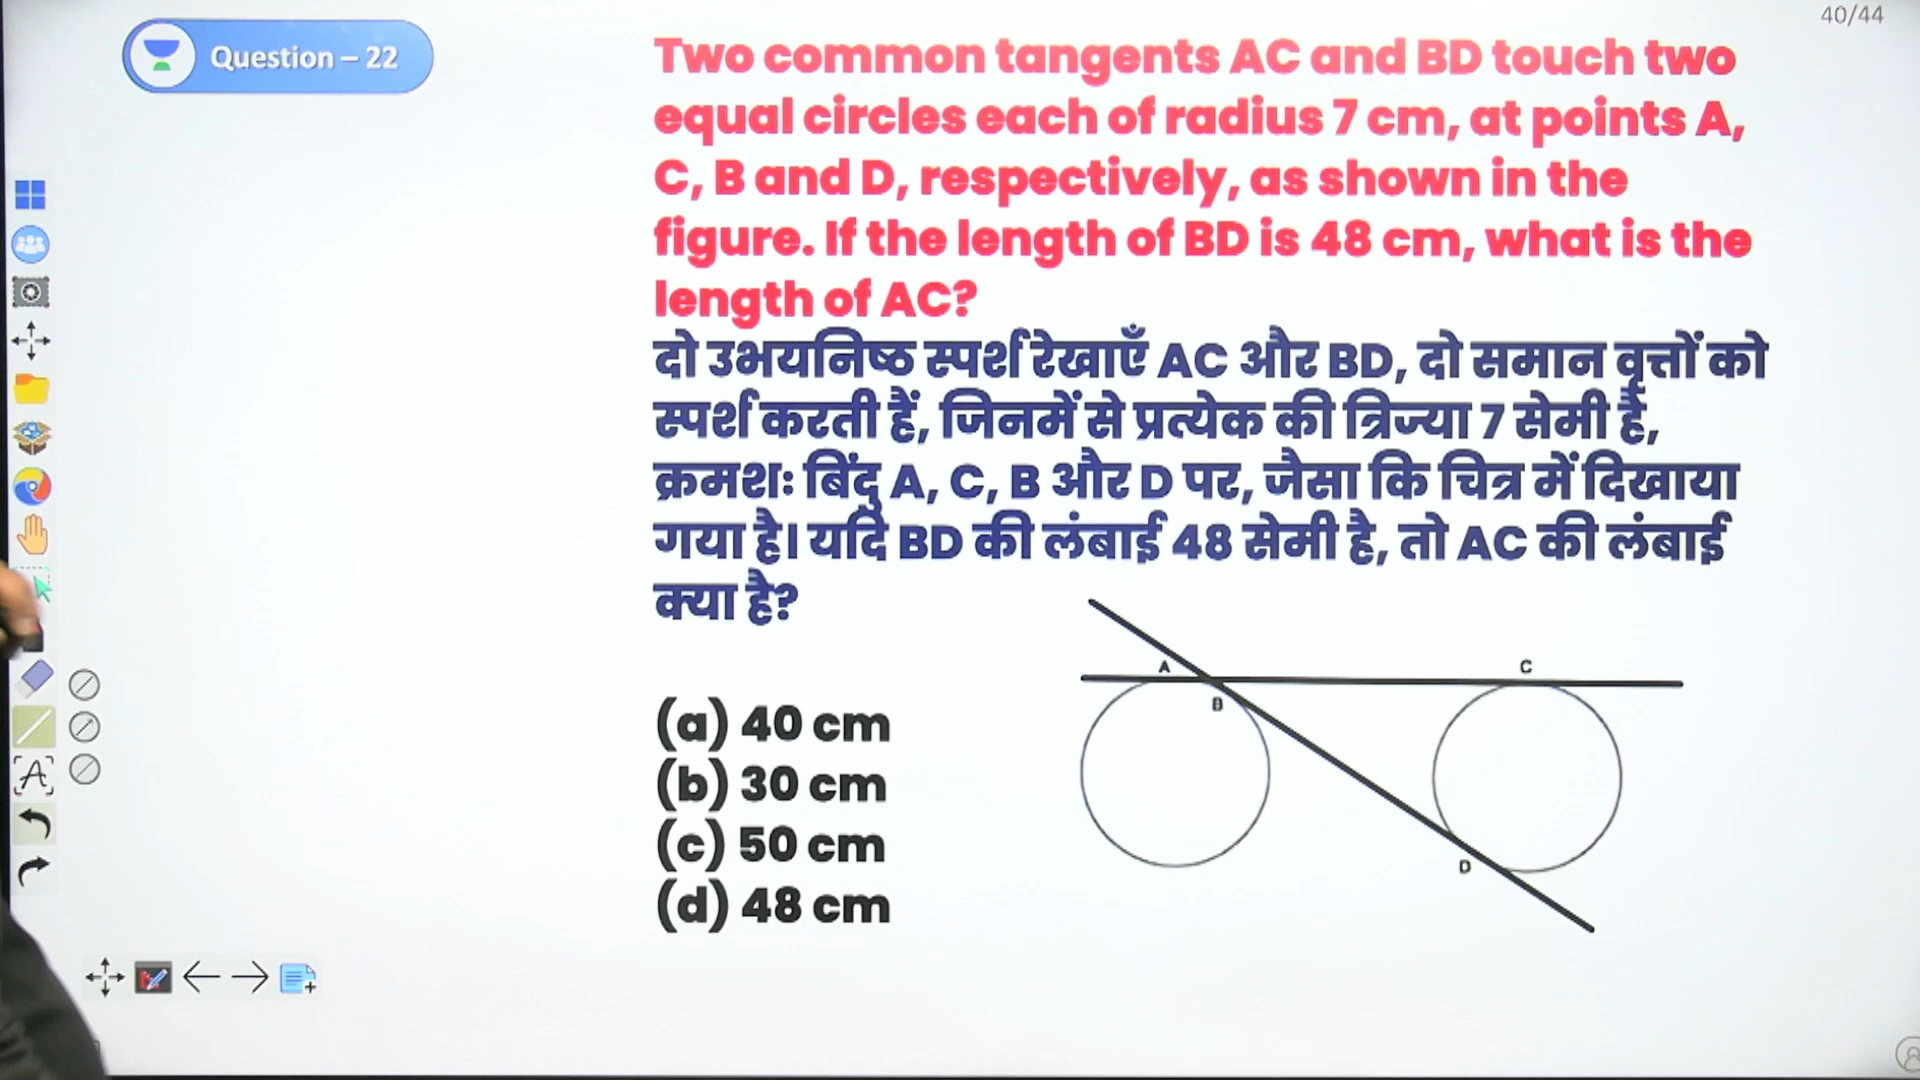 40/44
Question – 22
Two common tangents AC and BD touch two
equal circles each of radius 7 cm, at points A,
C, B and D, respectively, as shown in the
figure. If the length of BD is 48 cm, what is the
length of AC?
दो उभयनिष्ठ स्पर्श रेखाएँ AC और BD, दो समान वृत्तों को
स्पर्श करती हैं, जिनमें से प्रत्येक की त्रिज्या 7 सेमी है,
क्रमशः बिंदु A, C, B और D पर, जैसा कि चित्र में दिखाया
गया है। यदि BD की लंबाई 48 सेमी है, तो AC की लंबाई
क्या है?
A
C
B
D
(a) 40 cm
(b) 30 cm
(c) 50 cm
(d) 48 cm